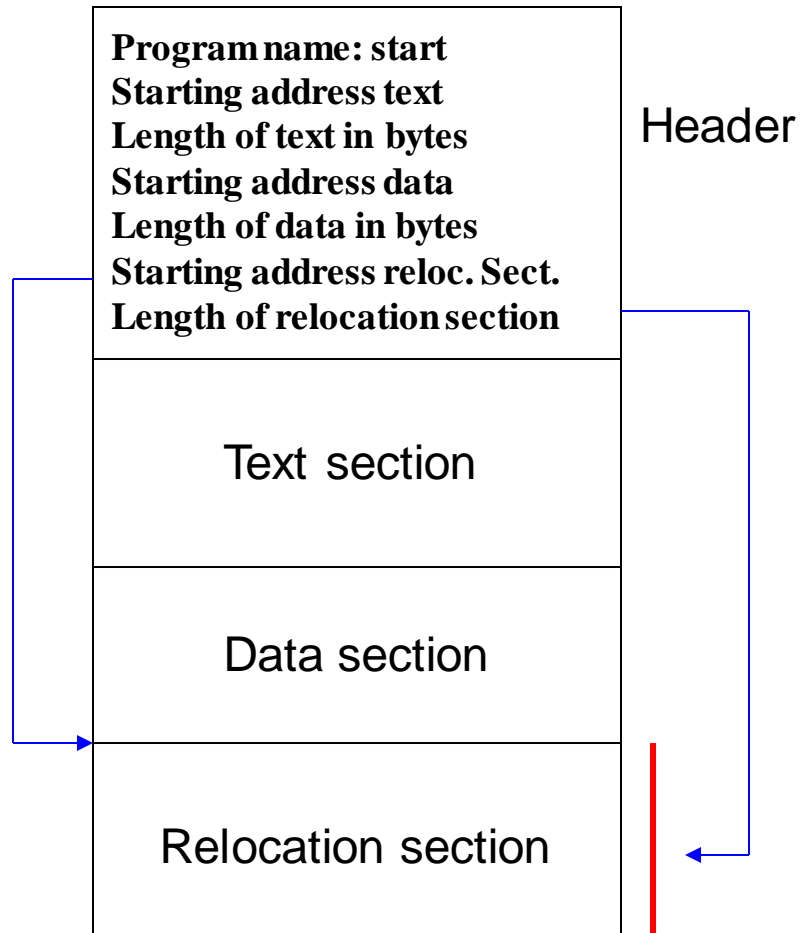 Program name: start
Starting address text
Length of text in bytes
Starting address data
Length of data in bytes
Starting address reloc. Sect.
Length of relocation section
Header
Text section
Data section
Relocation section